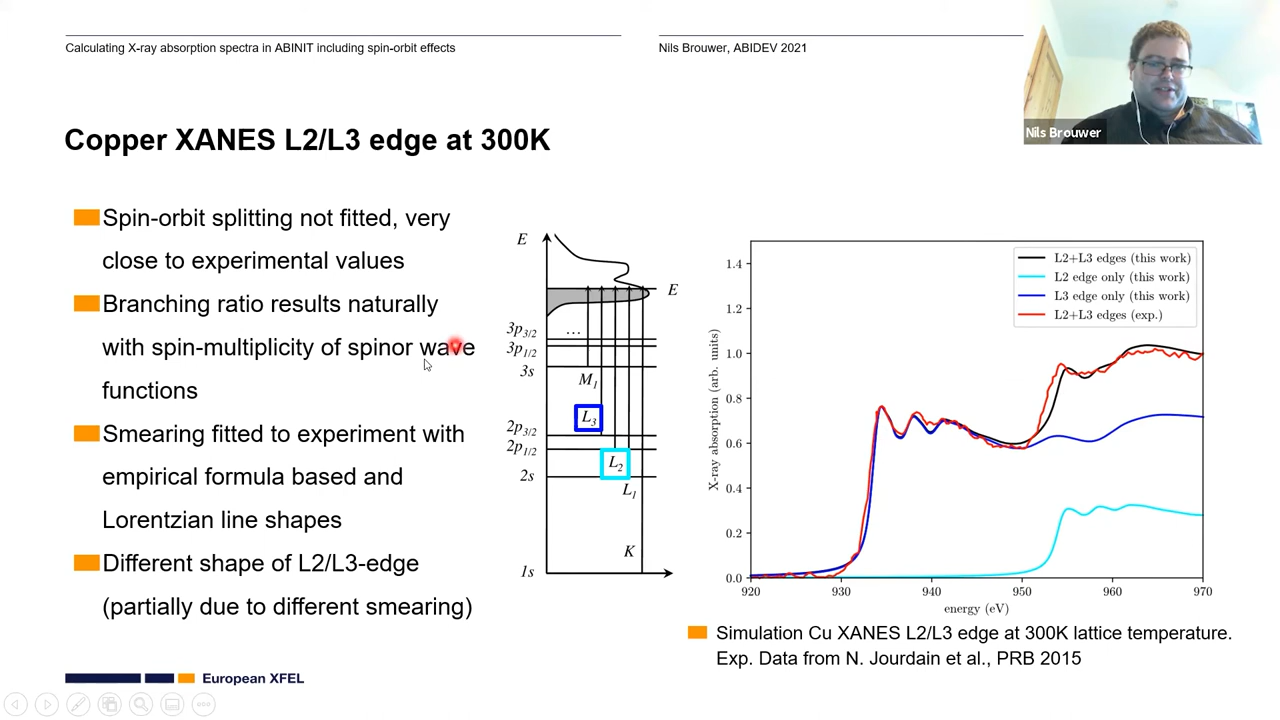 Calculating X-ray absorption spectra in ABINIT including spin-orbit effects
Nils Brouwer, ABIDEV 2021
Nils Brouwer
Copper XANES L2/L3 edge at 300K
Spin-orbit splitting not fitted, very
close to experimental values
Branching ratio results naturally
with spin-multiplicity of spinor wave
functions
Smearing fitted to experiment with
empirical formula based and
Lorentzian line shapes
Different shape of L2/L3-edge
(partially due to different smearing)
E
E
3p3/2
...
3p1/2
3s
M1
L3
2p3/2
2p1/2
L2
2s
L1
K
1s
L2+L3 edges (this work)
L2 edge only (this work)
L3 edge only (this work)
L2+L3 edges (exp.)
X-ray absorption (arb. units)
1.4
1.2
1.0
0.8
0.6
0.4
0.2
0.0
920 930 940 950 960 970
energy (eV)
Simulation Cu XANES L2/L3 edge at 300K lattice temperature.
Exp. Data from N. Jourdain et al., PRB 2015
European XFEL